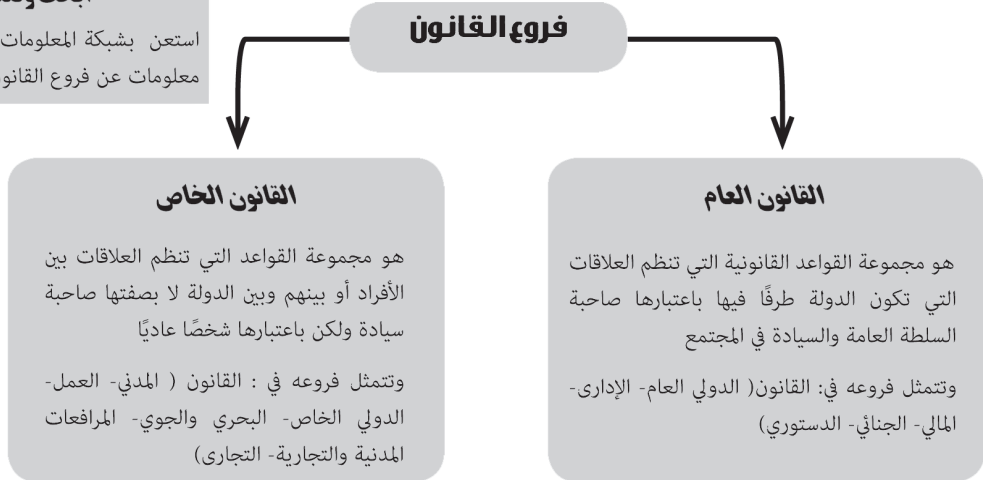 فروع القانون
استعن بشبكة المعلومات
معلومات عن فروع
القانون العام
هو مجموعة القواعد القانونية التي تنظم العلاقات
التي تكون الدولة طرفًا فيها باعتبارها صاحبة
السلطة العامة والسيادة في المجتمع
وتتمثل فروعه في: القانون( الدولي العام- الإدارى-
المالي- الجنائي- الدستوري)
القانون الخاص
هو مجموعة القواعد التي تنظم العلاقات بين
الأفراد أو بينهم وبين الدولة لا بصفتها صاحبة
سيادة ولكن باعتبارها شخصًا عاديًا
وتتمثل فروعه في : القانون ( المدني- العمل-
الدولي الخاص- البحري والجوي- المرافعات
المدنية والتجارية- التجارى)